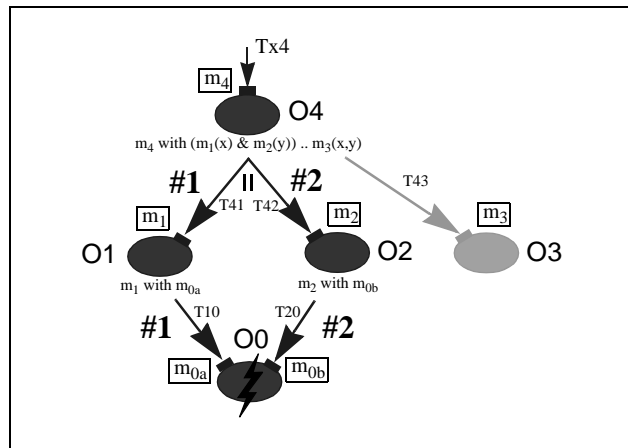 Tx4
m4
O4
m4 with (m1(x) & m2(y)) .. m3(x,y)
#1 #2 T43
T41 T42
m1 m2 m3
O1 O2 O3
m1 with m0a m2 with m0b
T10 T20
#1 O0 #2
m0a m0b